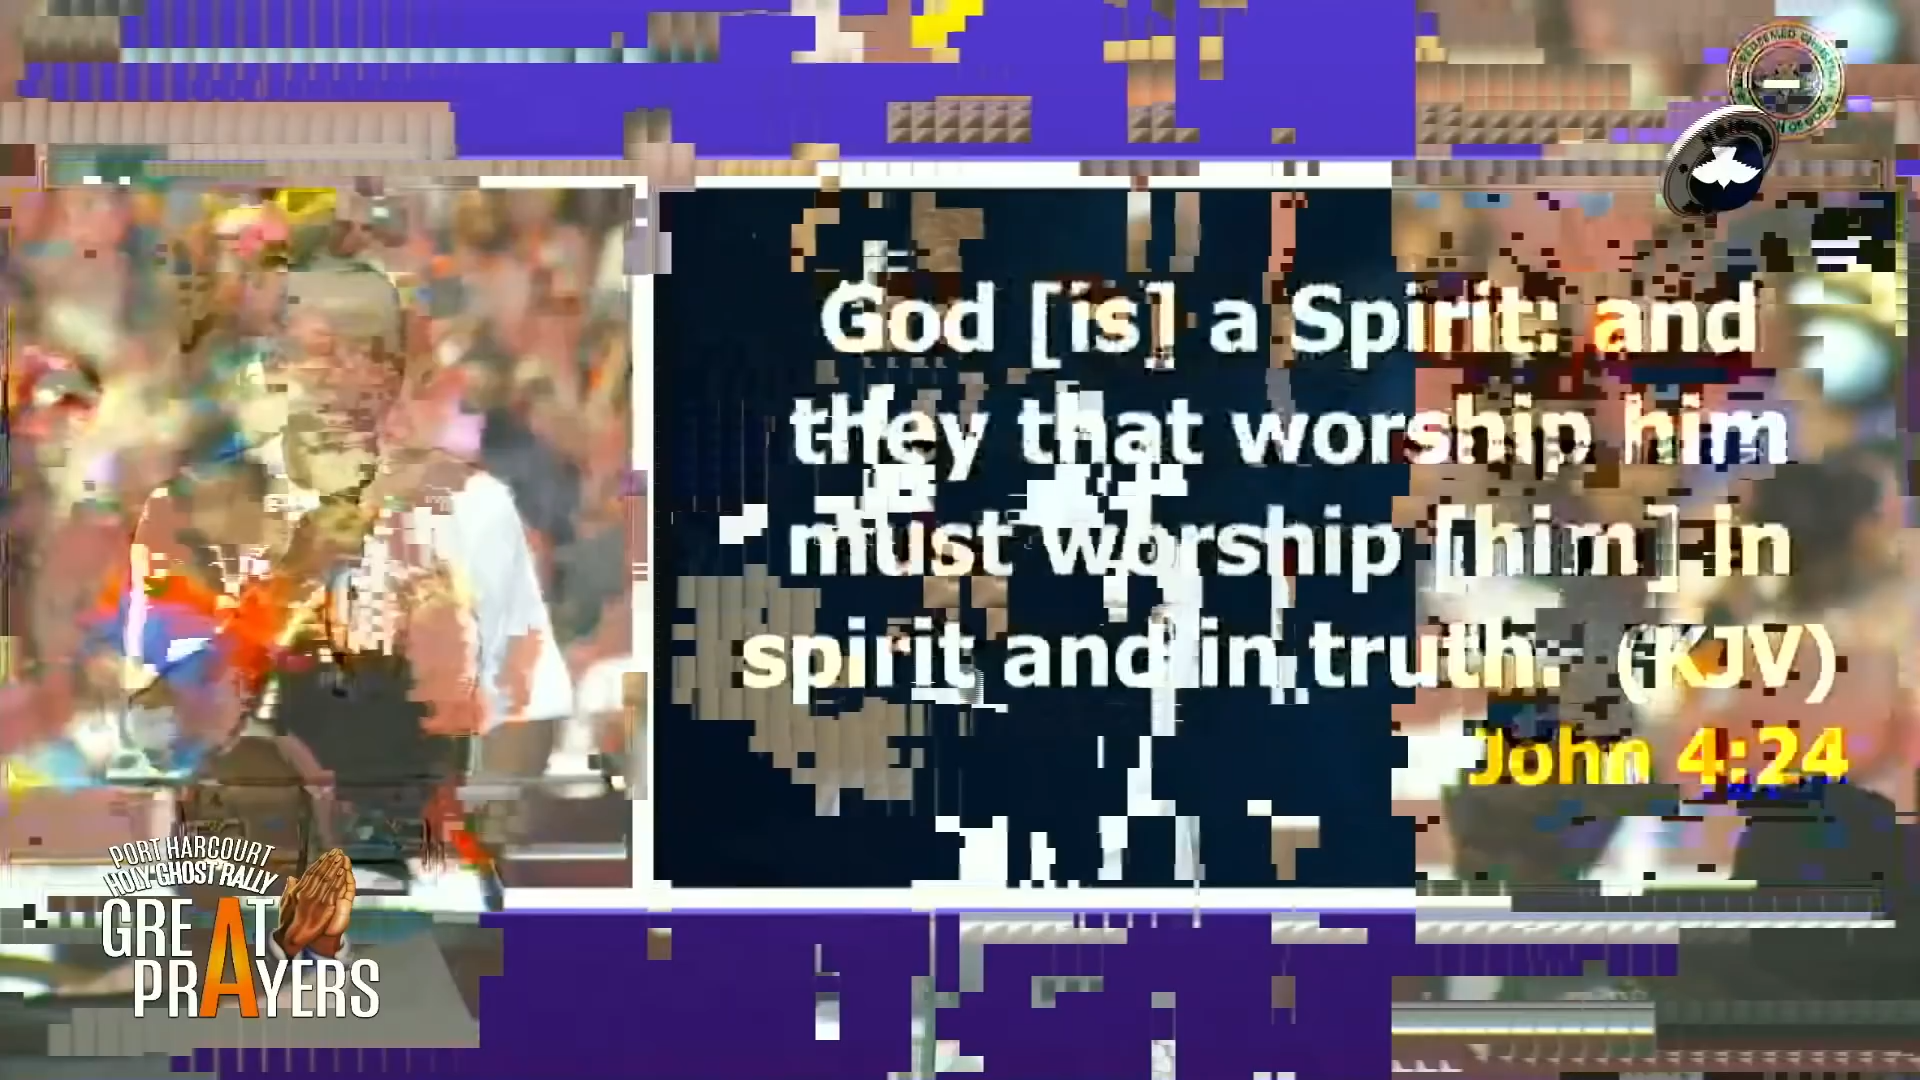 God [is] a Spirit: and
they that worship him
must worship [him] in
spirit and in truth. (KJV)
John 4:24
PORT HARCOURT
HOLY GHOST RALLY
GREAT
PRAYERS